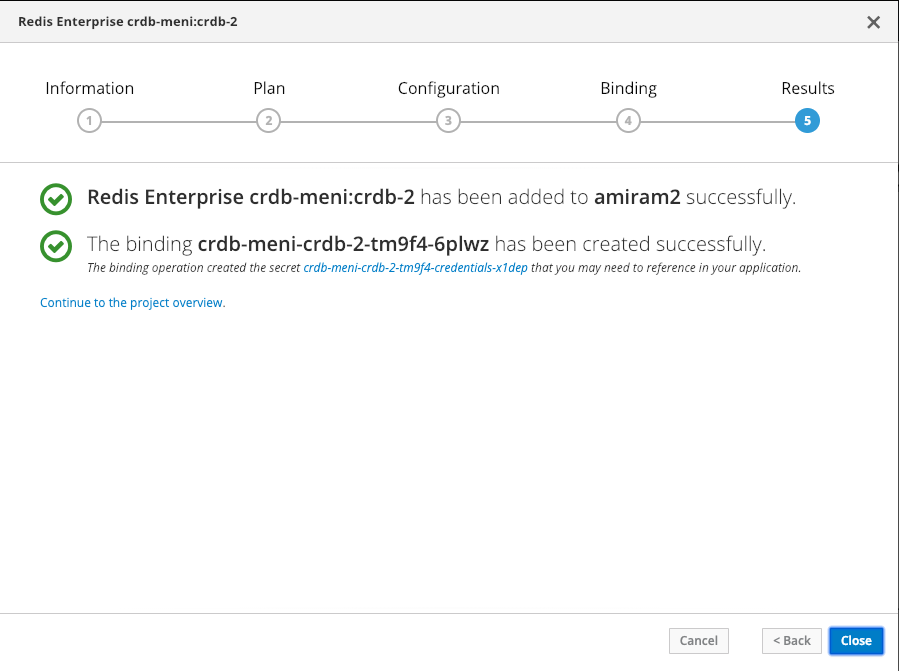 Redis Enterprise crdb-meni:crdb-2
Information Plan Configuration Binding Results
1 2 3 4 5
Redis Enterprise crdb-meni:crdb-2 has been added to amiram2 successfully.
The binding crdb-meni-crdb-2-tm9f4-6plwz has been created successfully.
The binding operation created the secret crdb-meni-crdb-2-tm9f4-credentials-x1dep that you may need to reference in your application.
Continue to the project overview.
Cancel < Back Close